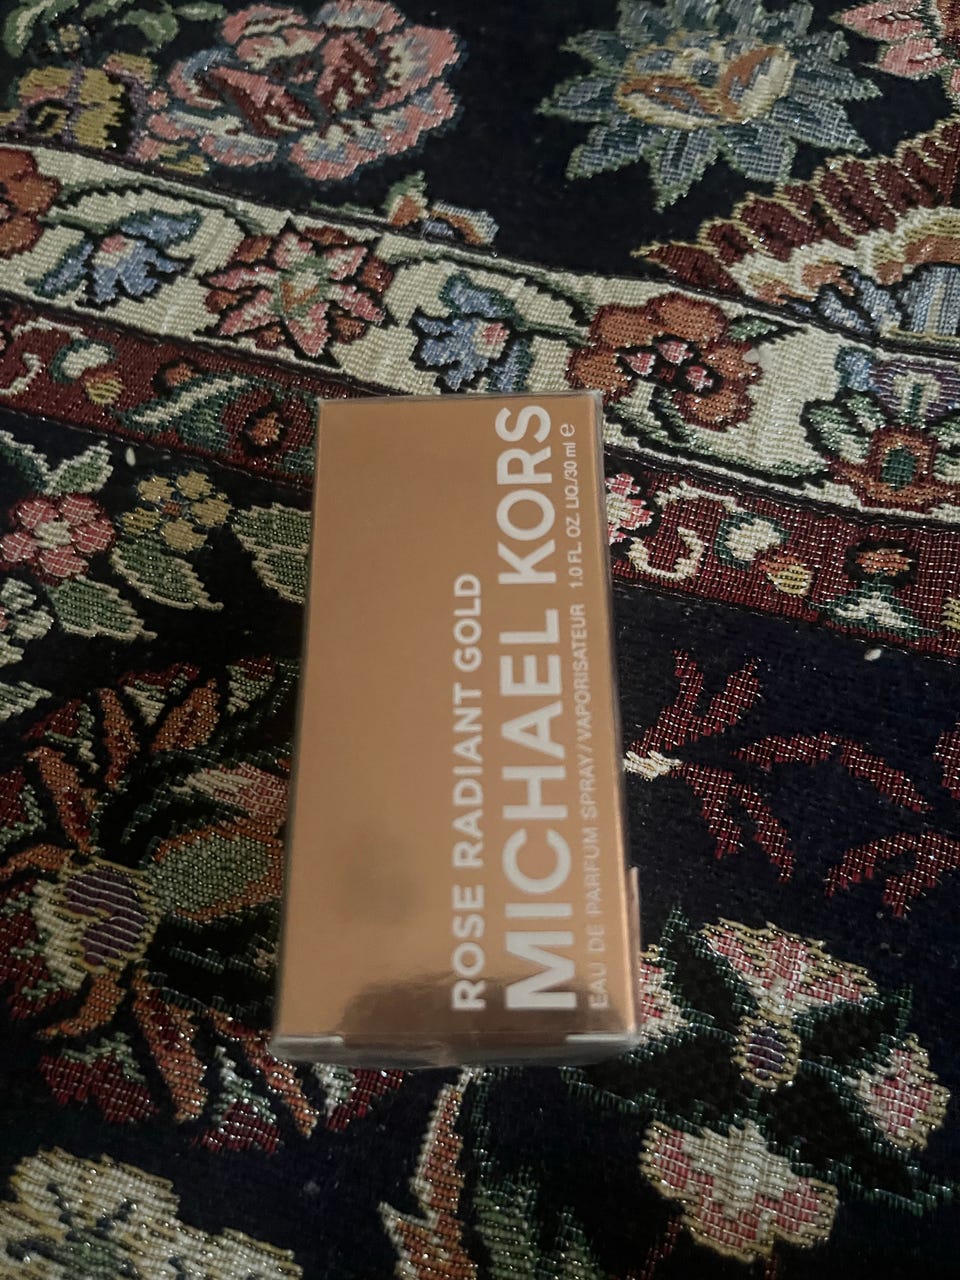 ROSE RADIANT GOLD
MICHAEL KORS
EAU DE PARFUM SPRAY/VAPORISATEUR 1.0 FL. OZ. LIQ./30 ml ℮